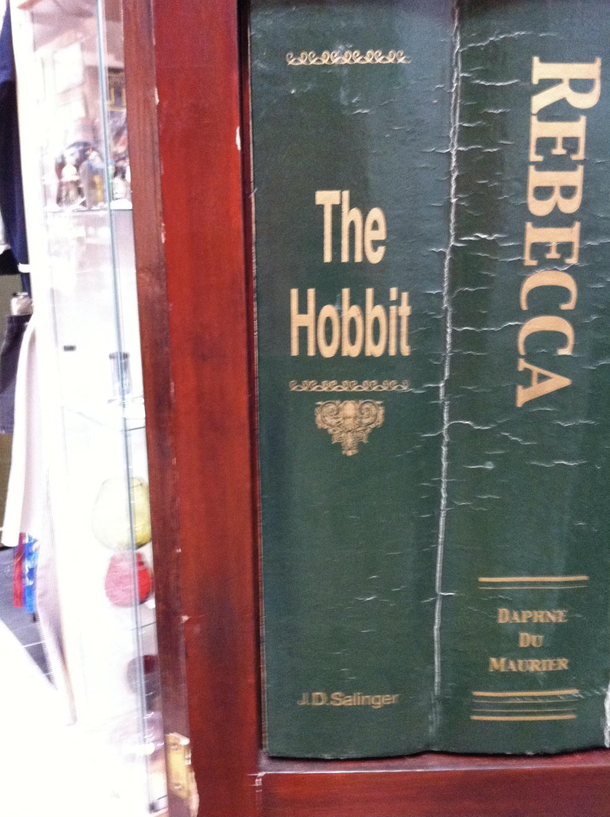 The
Hobbit
J.D.Salinger
REBECCA
DAPHNE
DU
MAURIER